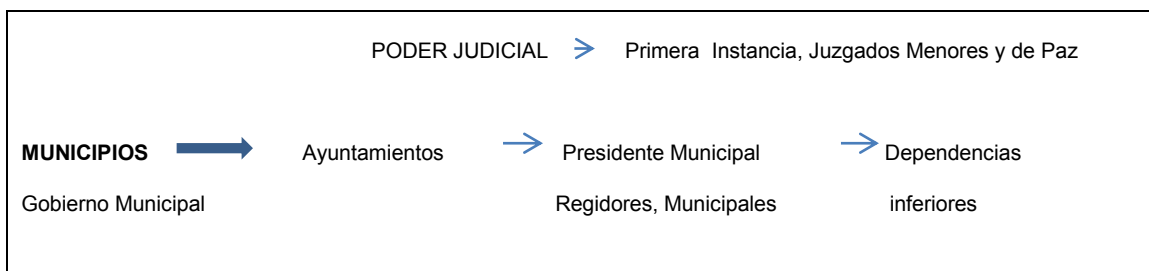 PODER JUDICIAL Primera Instancia, Juzgados Menores y de Paz
MUNICIPIOS Ayuntamientos Presidente Municipal Dependencias
Gobierno Municipal Regidores, Municipales inferiores